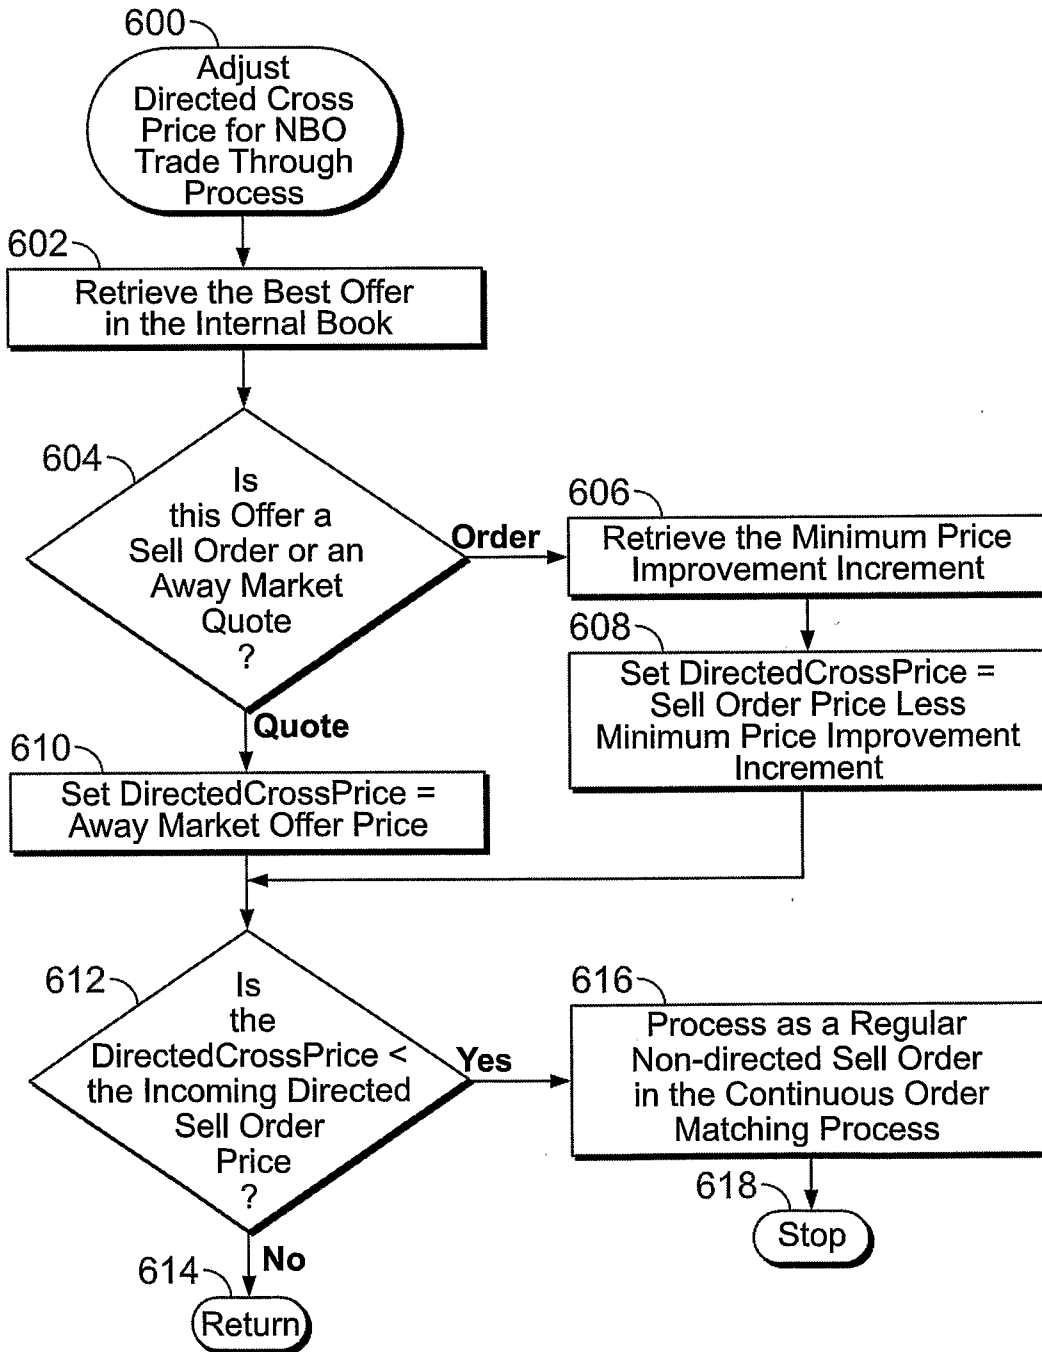 600
Adjust
Directed Cross
Price for NBO
Trade Through
Process
602
Retrieve the Best Offer
in the Internal Book
604
Is
this Offer a
Sell Order or an
Away Market
Quote
?
Order
606
Retrieve the Minimum Price
Improvement Increment
608
Set DirectedCrossPrice =
Sell Order Price Less
Minimum Price Improvement
Increment
Quote
610
Set DirectedCrossPrice =
Away Market Offer Price
612
Is
the
DirectedCrossPrice <
the Incoming Directed
Sell Order
Price
?
Yes
616
Process as a Regular
Non-directed Sell Order
in the Continuous Order
Matching Process
618
Stop
No
614
Return